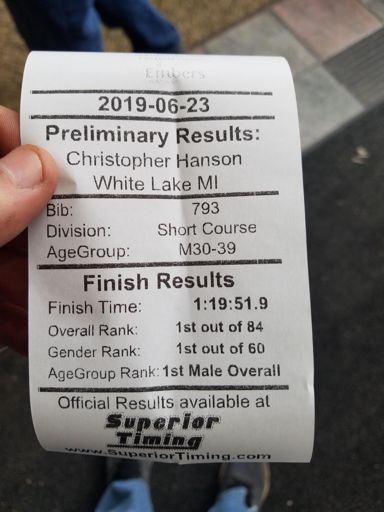 Embers
2019-06-23
Preliminary Results:
Christopher Hanson
White Lake MI
Bib: 793
Division: Short Course
AgeGroup: M30-39
Finish Results
Finish Time: 1:19:51.9
Overall Rank: 1st out of 84
Gender Rank: 1st out of 60
AgeGroup Rank: 1st Male Overall
Official Results available at
Superior
Timing
www.SuperiorTiming.com